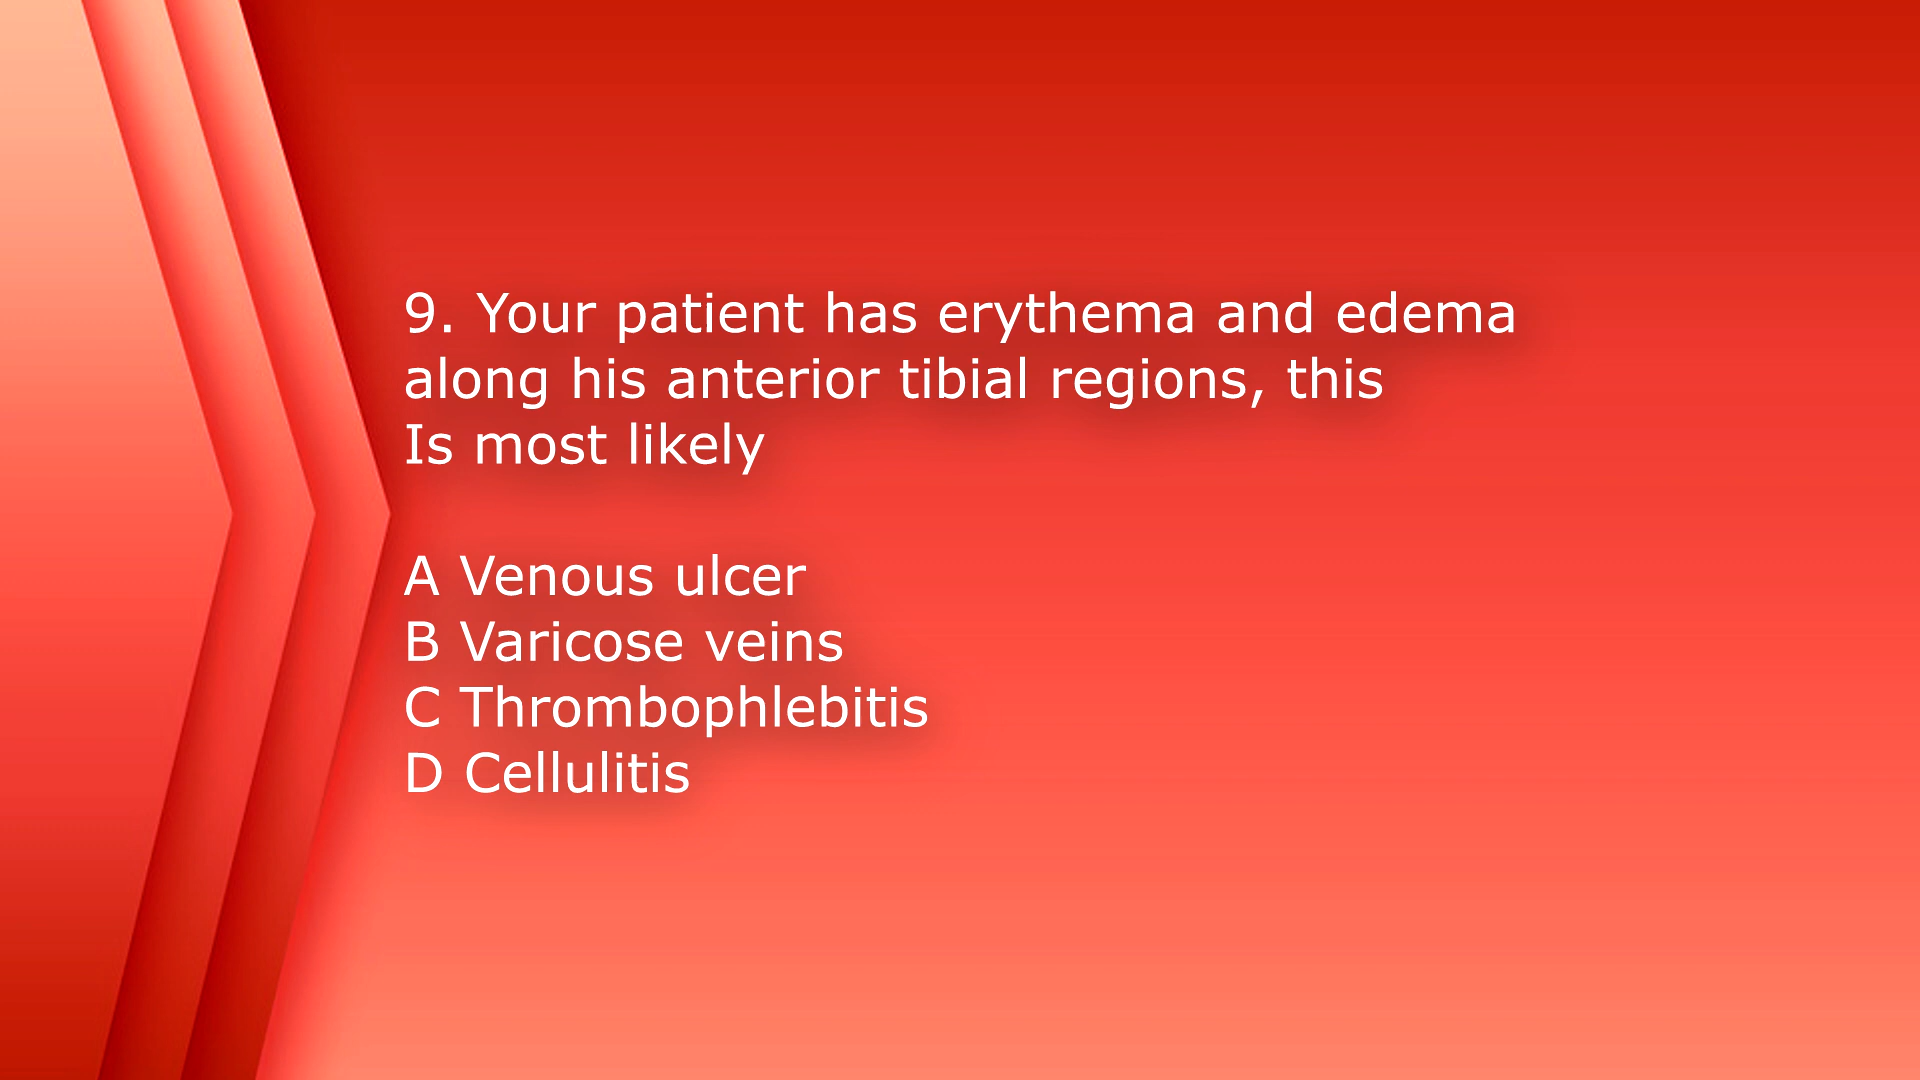 9. Your patient has erythema and edema
along his anterior tibial regions, this
Is most likely
A Venous ulcer
B Varicose veins
C Thrombophlebitis
D Cellulitis